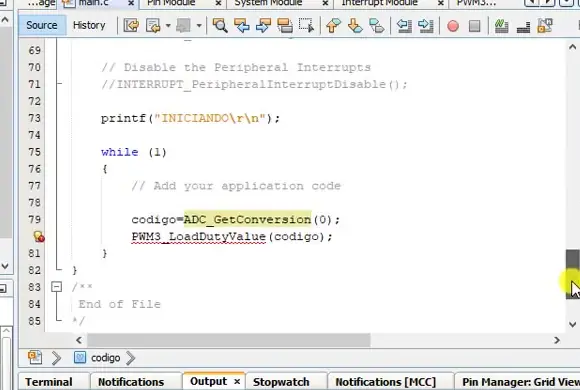 ...age
main.c
Pin Module
System Module
Interrupt Module
PWM3...
Source
History
69
70 // Disable the Peripheral Interrupts
71 //INTERRUPT_PeripheralInterruptDisable();
72
73 printf("INICIANDO\r\n");
74
75 while (1)
76 {
77 // Add your application code
78
79 codigo=ADC_GetConversion(0);
PWM3_LoadDutyValue(codigo);
81 }
82 }
83 /**
84 End of File
85 */
codigo
Terminal
Notifications
Output
Stopwatch
Notifications [MCC]
Pin Manager: Grid View